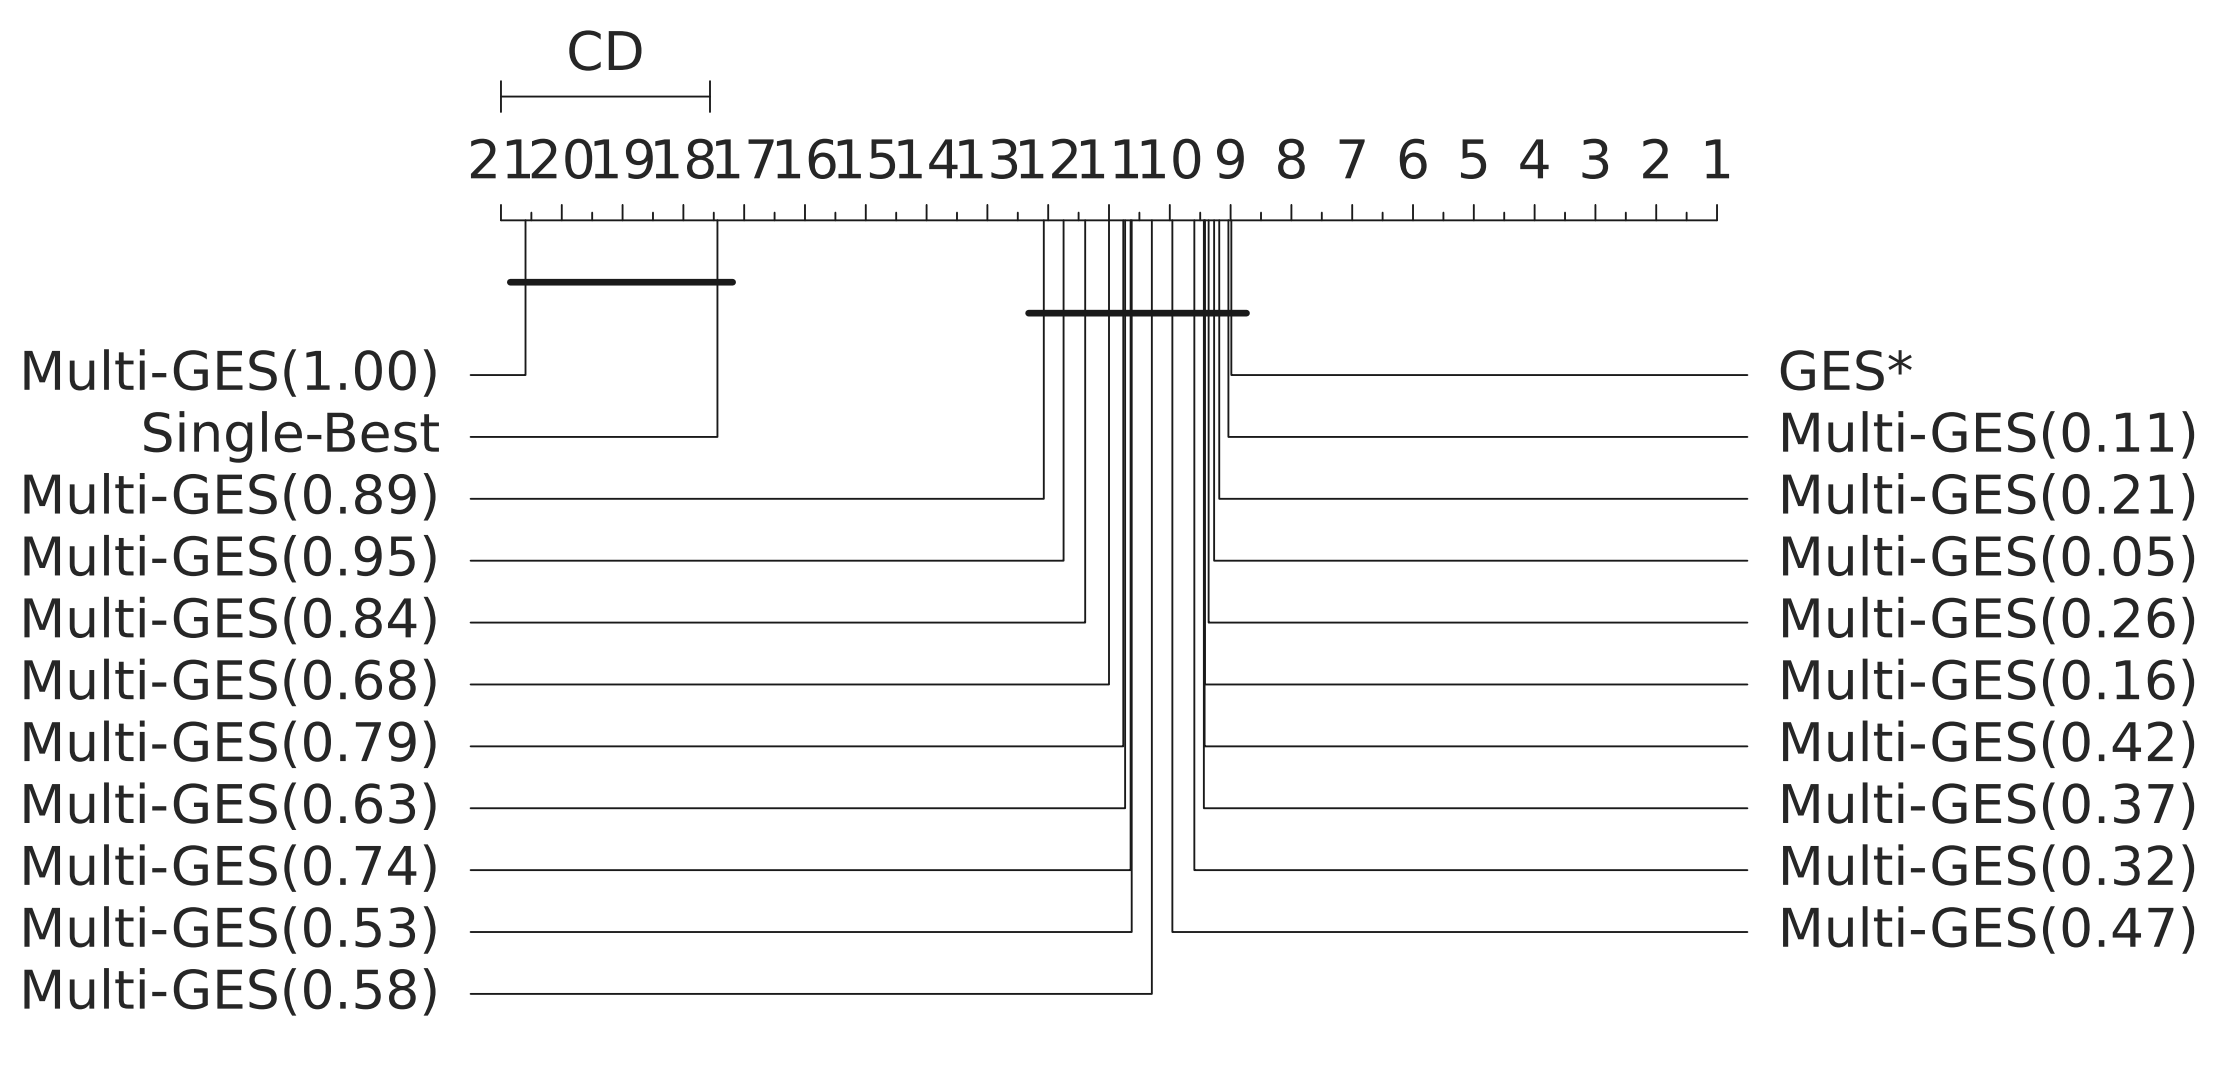 CD
21 20 19 18 17 16 15 14 13 12 11 10 9 8 7 6 5 4 3 2 1
Multi-GES(1.00)
Single-Best
Multi-GES(0.89)
Multi-GES(0.95)
Multi-GES(0.84)
Multi-GES(0.68)
Multi-GES(0.79)
Multi-GES(0.63)
Multi-GES(0.74)
Multi-GES(0.53)
Multi-GES(0.58)
GES*
Multi-GES(0.11)
Multi-GES(0.21)
Multi-GES(0.05)
Multi-GES(0.26)
Multi-GES(0.16)
Multi-GES(0.42)
Multi-GES(0.37)
Multi-GES(0.32)
Multi-GES(0.47)